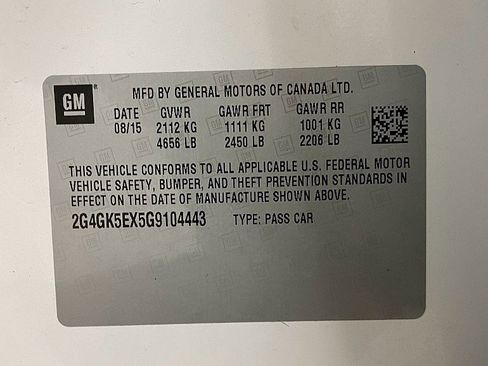 GM
MFD BY GENERAL MOTORS OF CANADA LTD.
DATE GVWR GAWR FRT GAWR RR
08/15 2112 KG 1111 KG 1001 KG
4656 LB 2450 LB 2206 LB
THIS VEHICLE CONFORMS TO ALL APPLICABLE U.S. FEDERAL MOTOR
VEHICLE SAFETY, BUMPER, AND THEFT PREVENTION STANDARDS IN
EFFECT ON THE DATE OF MANUFACTURE SHOWN ABOVE.
2G4GK5EX5G9104443 TYPE: PASS CAR